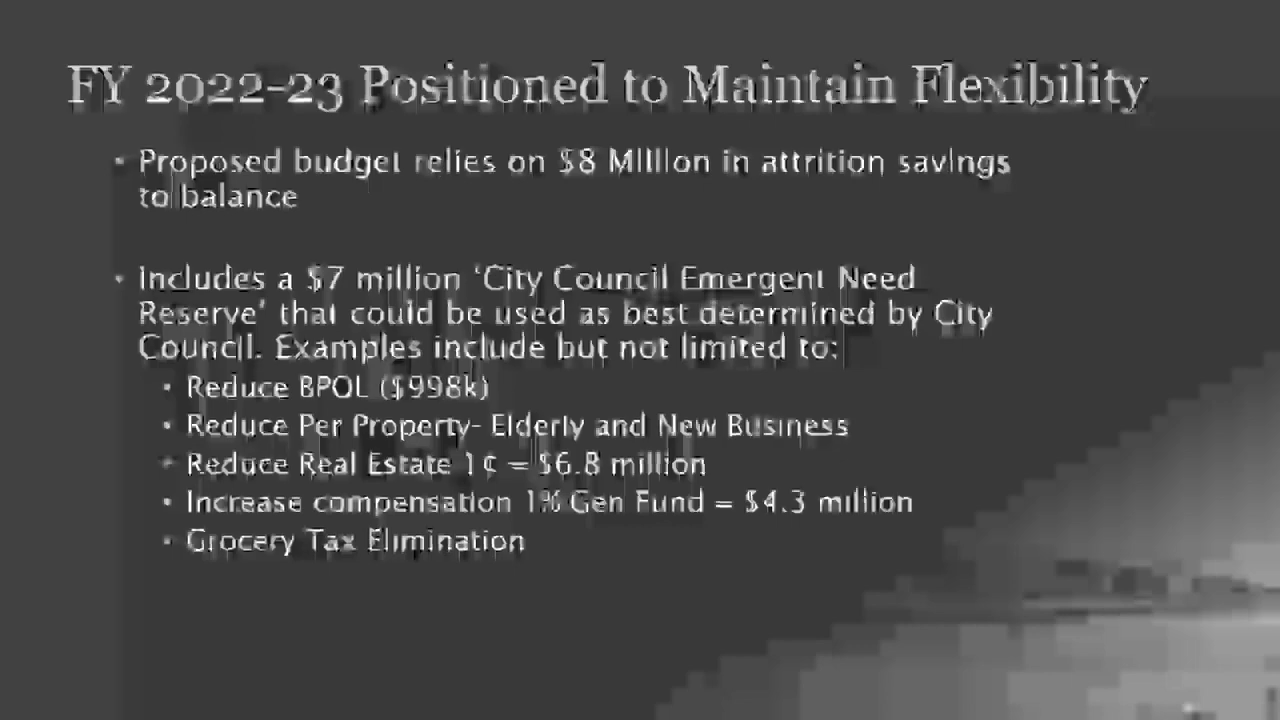 FY 2022-23 Positioned to Maintain Flexibility
• Proposed budget relies on $8 Million in attrition savings
to balance
• Includes a $7 million ‘City Council Emergent Need
Reserve’ that could be used as best determined by City
Council. Examples include but not limited to:
• Reduce BPOL ($998k)
• Reduce Per Property- Elderly and New Business
• Reduce Real Estate 1¢ = $6.8 million
• Increase compensation 1% Gen Fund = $4.3 million
• Grocery Tax Elimination